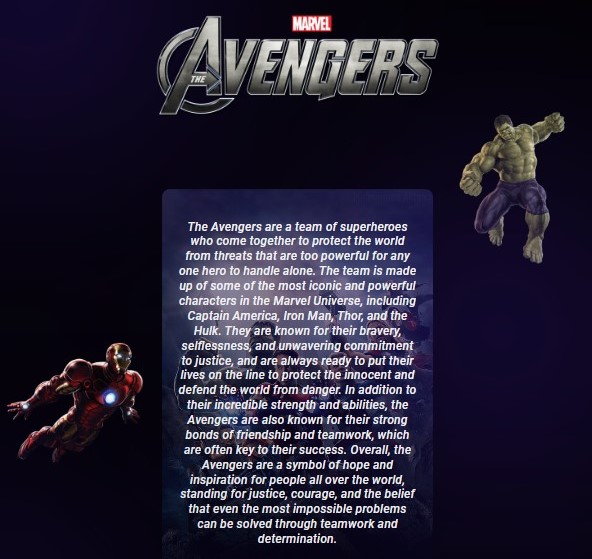 MARVEL
THE AVENGERS
The Avengers are a team of superheroes
who come together to protect the world
from threats that are too powerful for any
one hero to handle alone. The team is made
up of some of the most iconic and powerful
characters in the Marvel Universe, including
Captain America, Iron Man, Thor, and the
Hulk. They are known for their bravery,
selflessness, and unwavering commitment
to justice, and are always ready to put their
lives on the line to protect the innocent and
defend the world from danger. In addition to
their incredible strength and abilities, the
Avengers are also known for their strong
bonds of friendship and teamwork, which
are often key to their success. Overall, the
Avengers are a symbol of hope and
inspiration for people all over the world,
standing for justice, courage, and the belief
that even the most impossible problems
can be solved through teamwork and
determination.